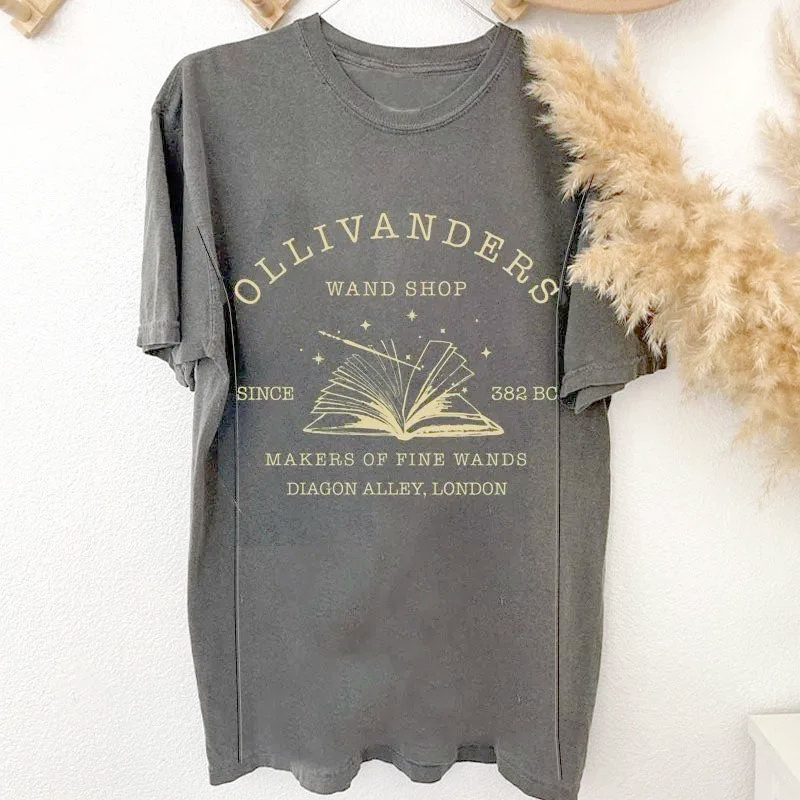 OLLIVANDERS
WAND SHOP
SINCE 382 BC
MAKERS OF FINE WANDS
DIAGON ALLEY, LONDON